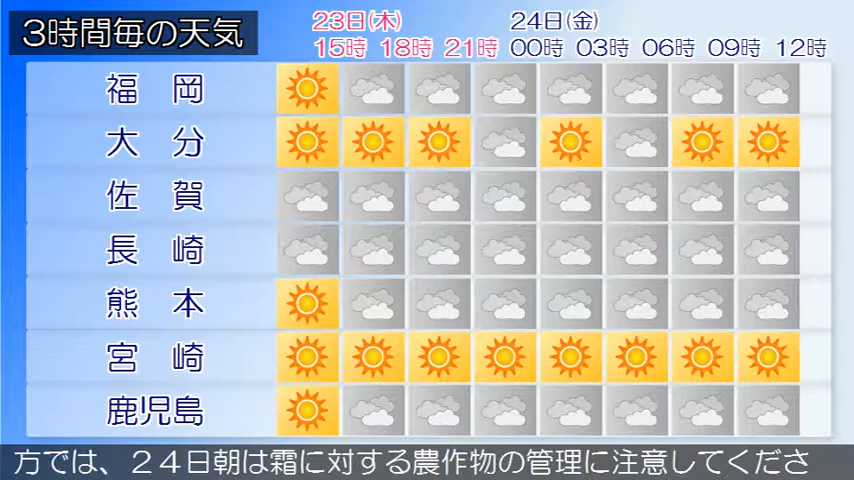 3時間毎の天気
23日(木) 24日(金)
15時 18時 21時 00時 03時 06時 09時 12時
福岡
大分
佐賀
長崎
熊本
宮崎
鹿児島
方では、２４日朝は霜に対する農作物の管理に注意してくださ